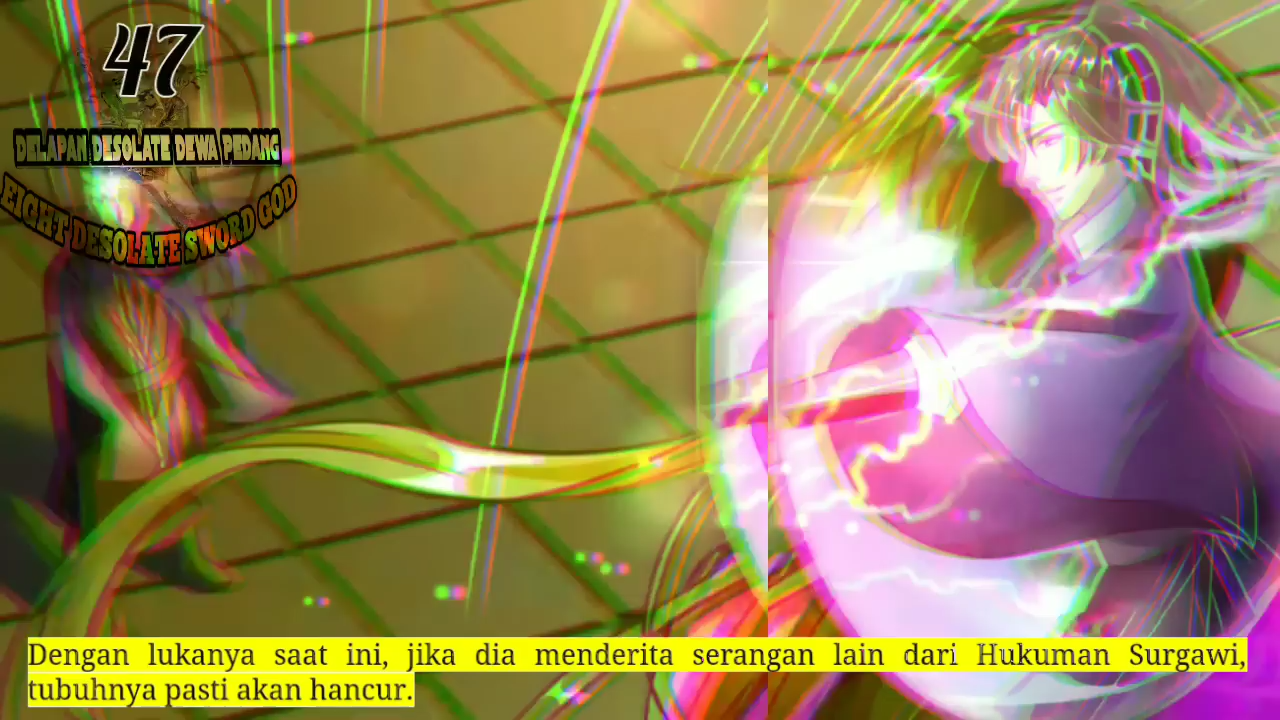 47
DELAPAN DESOLATE DEWA PEDANG
EIGHT DESOLATE SWORD GOD
Dengan lukanya saat ini, jika dia menderita serangan lain dari Hukuman Surgawi,
tubuhnya pasti akan hancur.